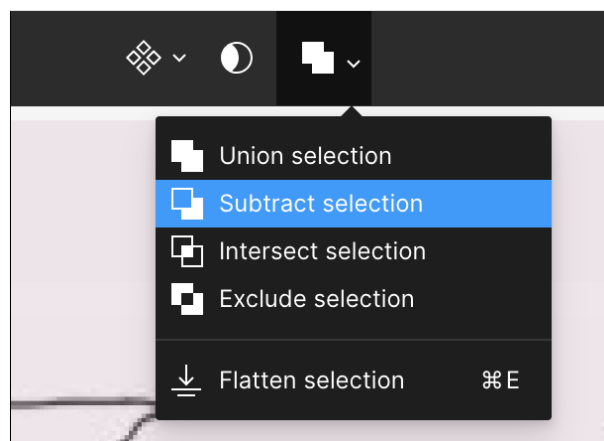 Union selection
Subtract selection
Intersect selection
Exclude selection
Flatten selection ⌘E